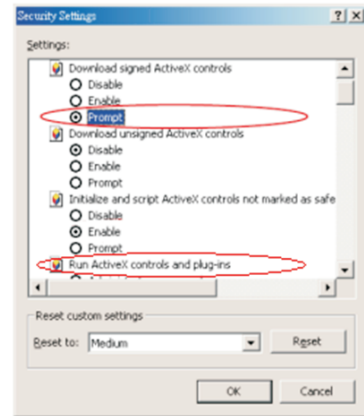 Security Settings
Settings:
Download signed ActiveX controls
Disable
Enable
Prompt
Download unsigned ActiveX controls
Disable
Enable
Prompt
Initialize and script ActiveX controls not marked as safe
Disable
Enable
Prompt
Run ActiveX controls and plug-ins
Reset custom settings
Reset to: Medium Reset
OK Cancel